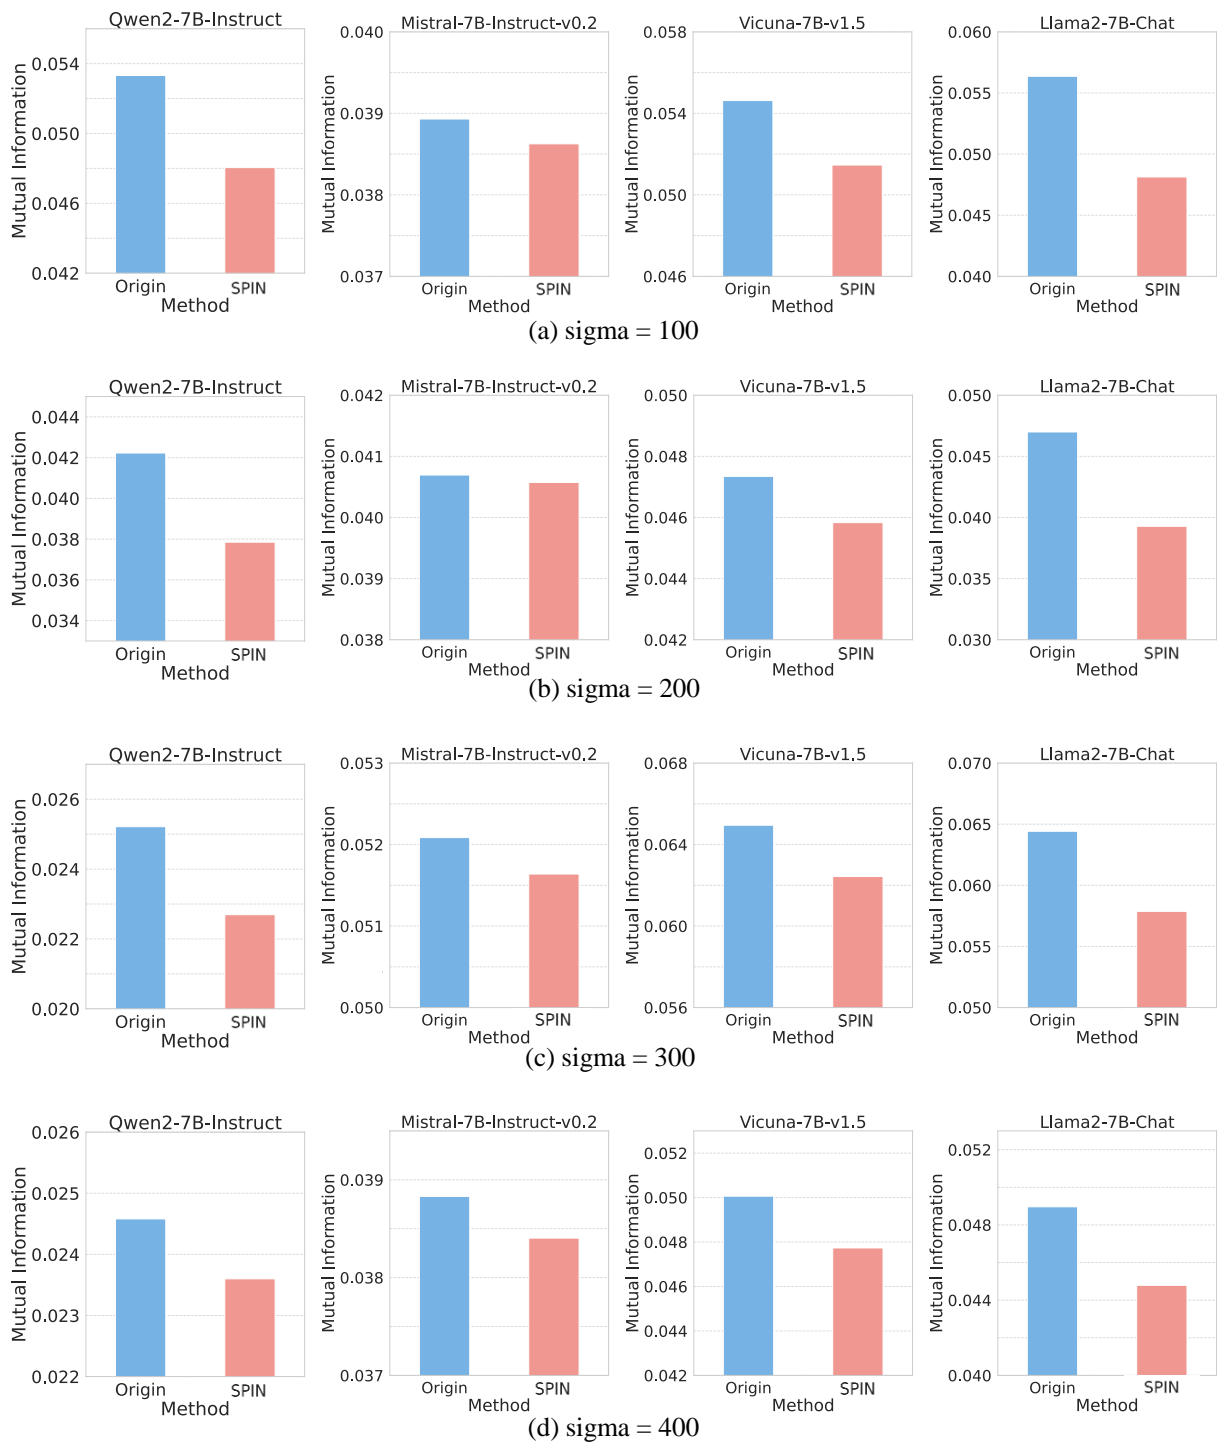 Qwen2-7B-Instruct
Mutual Information
0.054
0.050
0.046
0.042
Origin
SPIN
Method
Mistral-7B-Instruct-v0.2
Mutual Information
0.040
0.039
0.038
0.037
Origin
SPIN
Method
Vicuna-7B-v1.5
Mutual Information
0.058
0.054
0.050
0.046
Origin
SPIN
Method
Llama2-7B-Chat
Mutual Information
0.060
0.055
0.050
0.045
0.040
Origin
SPIN
Method
(a) sigma = 100
Qwen2-7B-Instruct
Mutual Information
0.044
0.042
0.040
0.038
0.036
0.034
Origin
SPIN
Method
Mistral-7B-Instruct-v0.2
Mutual Information
0.042
0.041
0.040
0.039
0.038
Origin
SPIN
Method
Vicuna-7B-v1.5
Mutual Information
0.050
0.048
0.046
0.044
0.042
Origin
SPIN
Method
Llama2-7B-Chat
Mutual Information
0.050
0.045
0.040
0.035
0.030
Origin
SPIN
Method
(b) sigma = 200
Qwen2-7B-Instruct
Mutual Information
0.026
0.024
0.022
0.020
Origin
SPIN
Method
Mistral-7B-Instruct-v0.2
Mutual Information
0.053
0.052
0.051
0.050
Origin
SPIN
Method
Vicuna-7B-v1.5
Mutual Information
0.068
0.064
0.060
0.056
Origin
SPIN
Method
Llama2-7B-Chat
Mutual Information
0.070
0.065
0.060
0.055
0.050
Origin
SPIN
Method
(c) sigma = 300
Qwen2-7B-Instruct
Mutual Information
0.026
0.025
0.024
0.023
0.022
Origin
SPIN
Method
Mistral-7B-Instruct-v0.2
Mutual Information
0.039
0.038
0.037
Origin
SPIN
Method
Vicuna-7B-v1.5
Mutual Information
0.052
0.050
0.048
0.046
0.044
0.042
Origin
SPIN
Method
Llama2-7B-Chat
Mutual Information
0.052
0.048
0.044
0.040
Origin
SPIN
Method
(d) sigma = 400